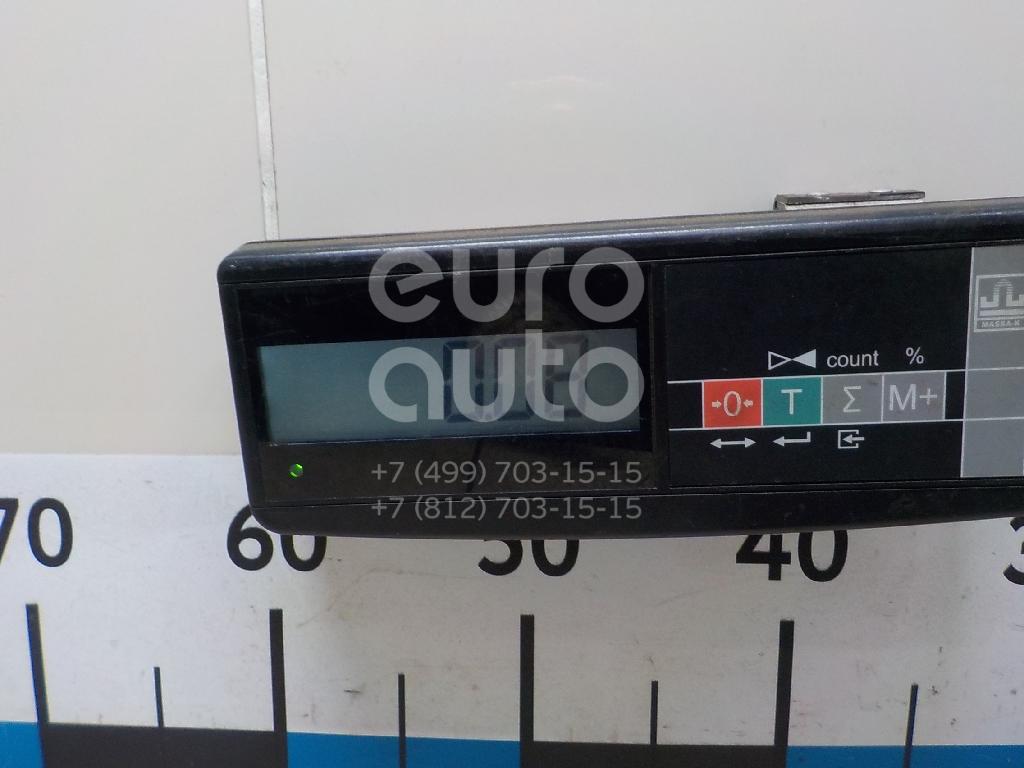 euro
auto
+7 (499) 703-15-15
+7 (812) 703-15-15
count %
→0← T Σ M+
MASSA-K
70 60 50 40